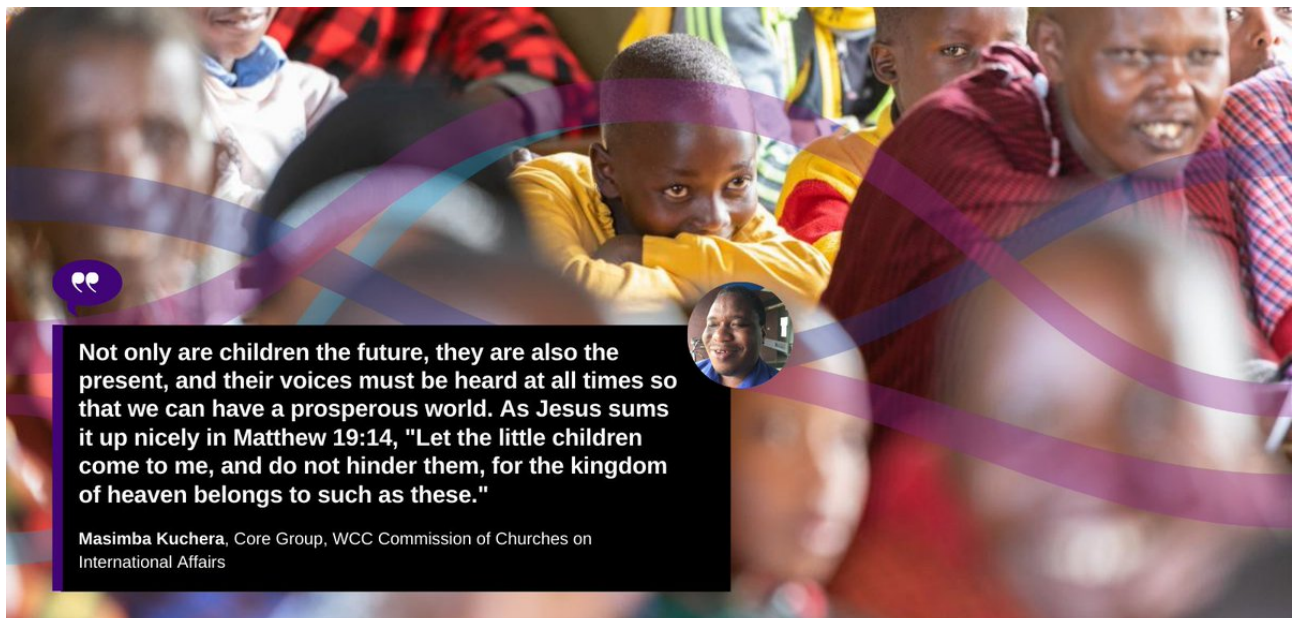 Not only are children the future, they are also the
present, and their voices must be heard at all times so
that we can have a prosperous world. As Jesus sums
it up nicely in Matthew 19:14, "Let the little children
come to me, and do not hinder them, for the kingdom
of heaven belongs to such as these."
Masimba Kuchera, Core Group, WCC Commission of Churches on
International Affairs